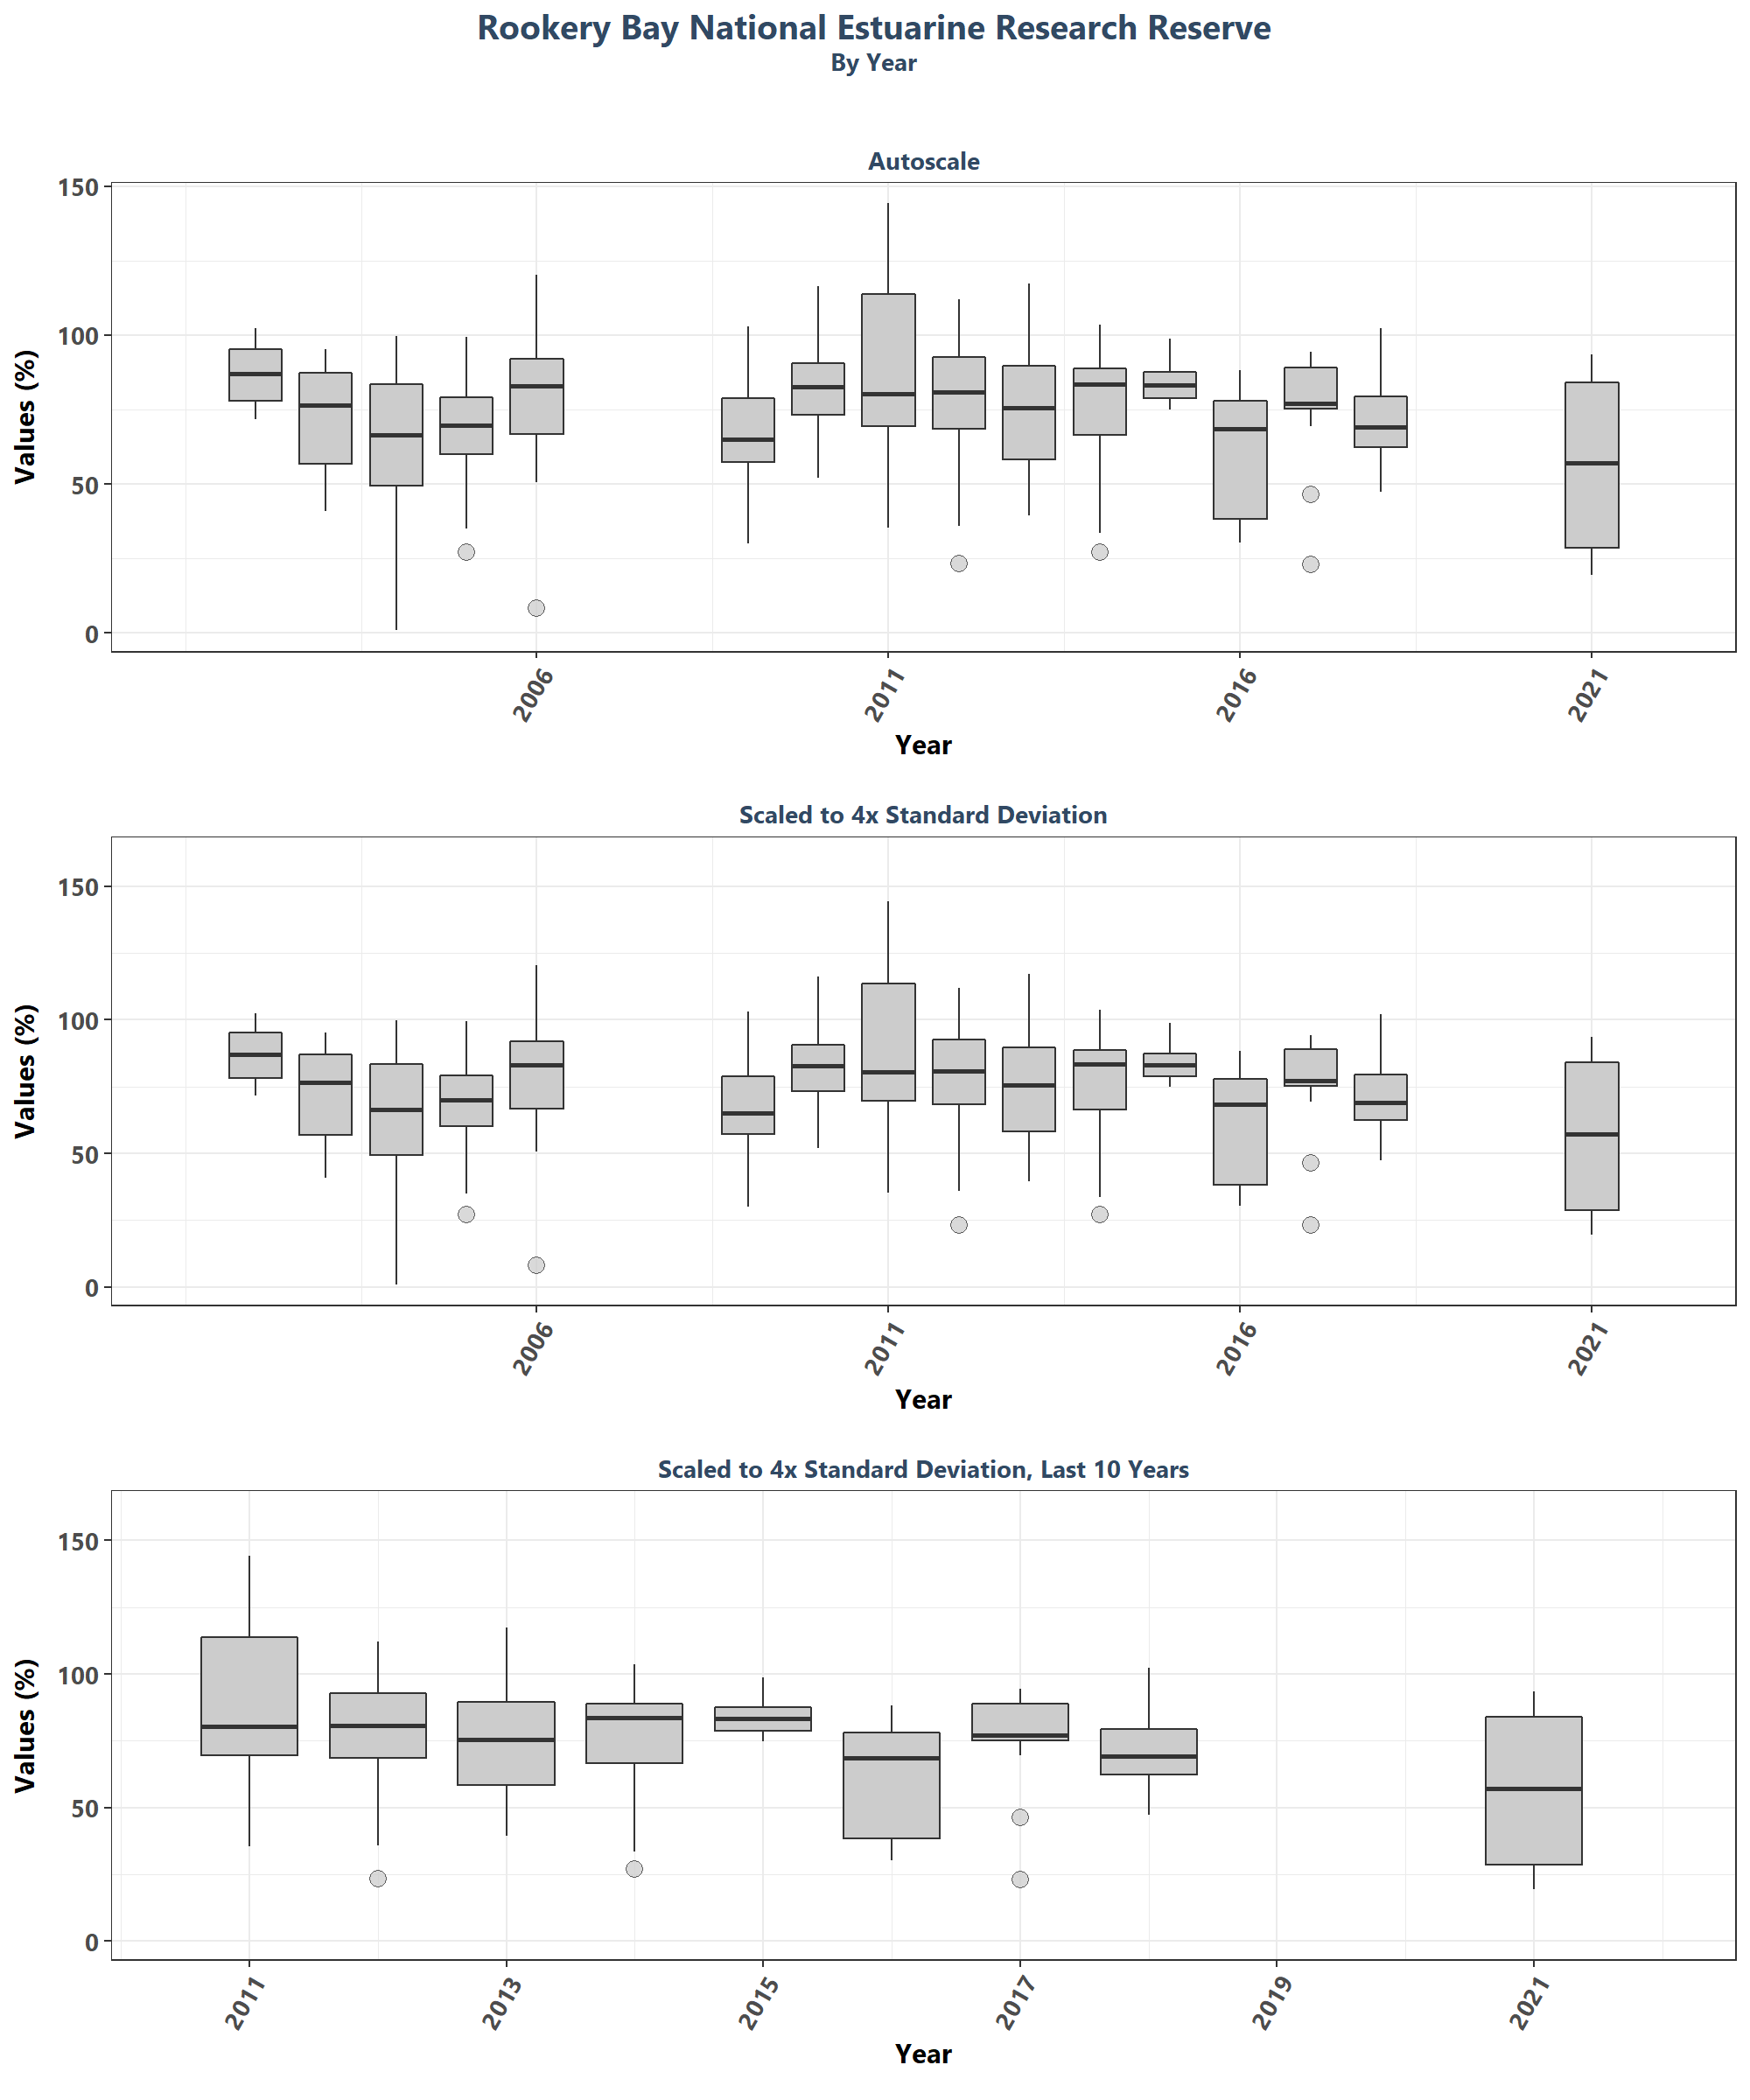 Rookery Bay National Estuarine Research Reserve
By Year
Autoscale
150
100
50
0
Values (%)
2006 2011 2016 2021
Year
Scaled to 4x Standard Deviation
150
100
50
0
Values (%)
2006 2011 2016 2021
Year
Scaled to 4x Standard Deviation, Last 10 Years
150
100
50
0
Values (%)
2011 2013 2015 2017 2019 2021
Year